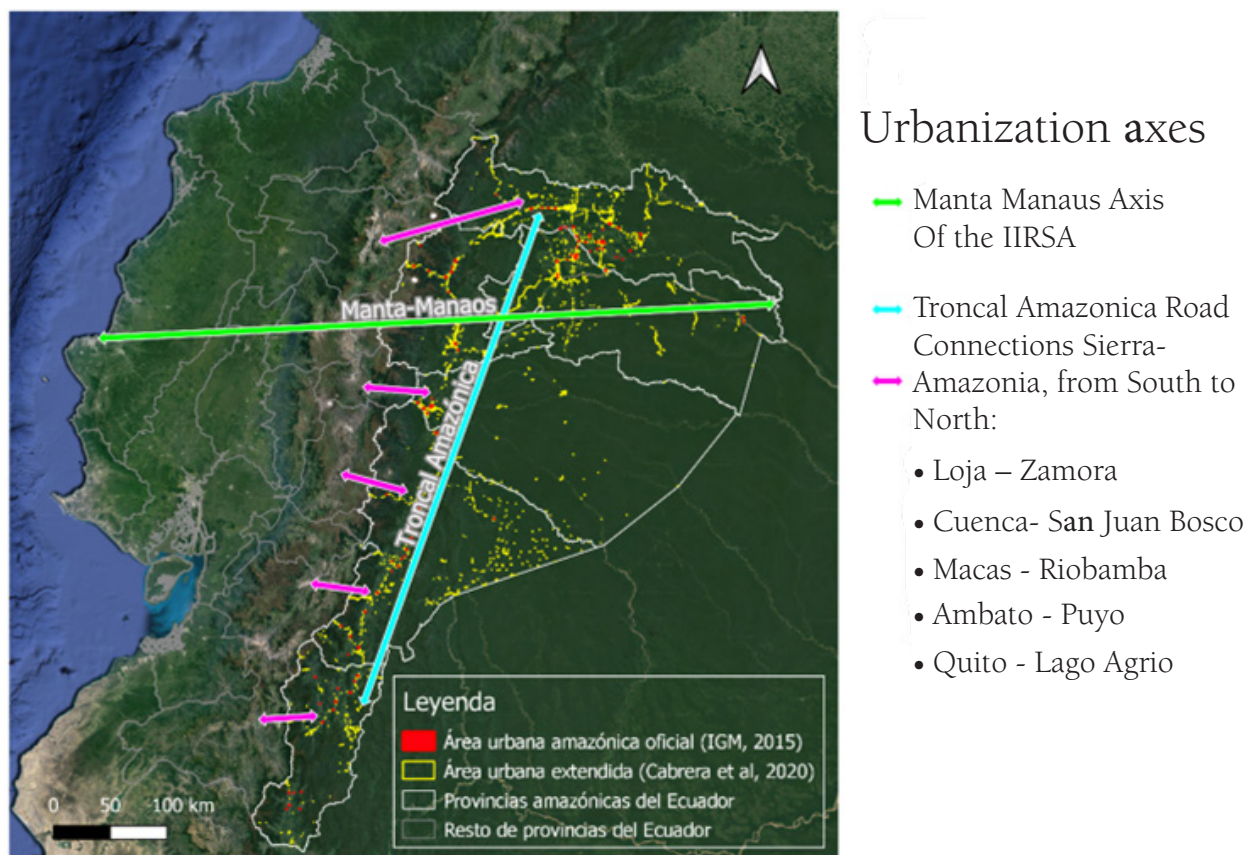 Manta-Manaos
Troncal Amazónica
Leyenda
Área urbana amazónica oficial (IGM, 2015)
Área urbana extendida (Cabrera et al, 2020)
Provincias amazónicas del Ecuador
Resto de provincias del Ecuador
0 50 100 km
Urbanization axes
Manta Manaus Axis
Of the IIRSA
Troncal Amazonica Road
Connections Sierra-
Amazonia, from South to
North:
• Loja – Zamora
• Cuenca- San Juan Bosco
• Macas - Riobamba
• Ambato - Puyo
• Quito - Lago Agrio